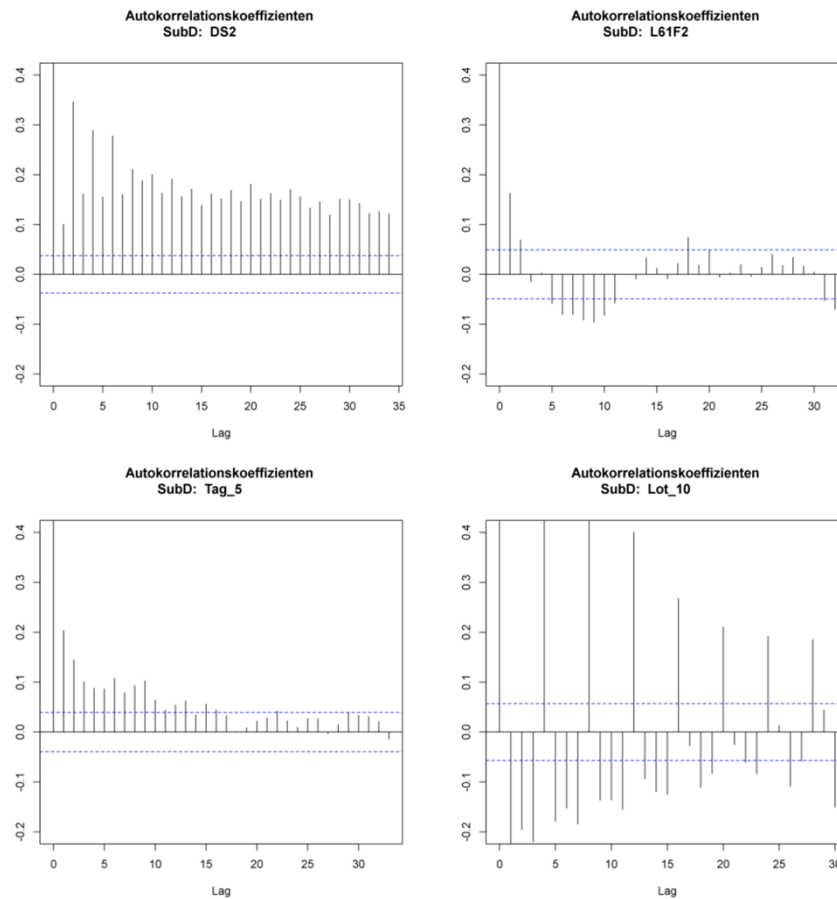 Autokorrelationskoeffizienten
SubD: DS2
0.4
0.3
0.2
0.1
0.0
-0.1
-0.2
0 5 10 15 20 25 30 35
Lag
Autokorrelationskoeffizienten
SubD: L61F2
0.4
0.3
0.2
0.1
0.0
-0.1
-0.2
0 5 10 15 20 25 30
Lag
Autokorrelationskoeffizienten
SubD: Tag_5
0.4
0.3
0.2
0.1
0.0
-0.1
-0.2
0 5 10 15 20 25 30
Lag
Autokorrelationskoeffizienten
SubD: Lot_10
0.4
0.3
0.2
0.1
0.0
-0.1
-0.2
0 5 10 15 20 25 30
Lag